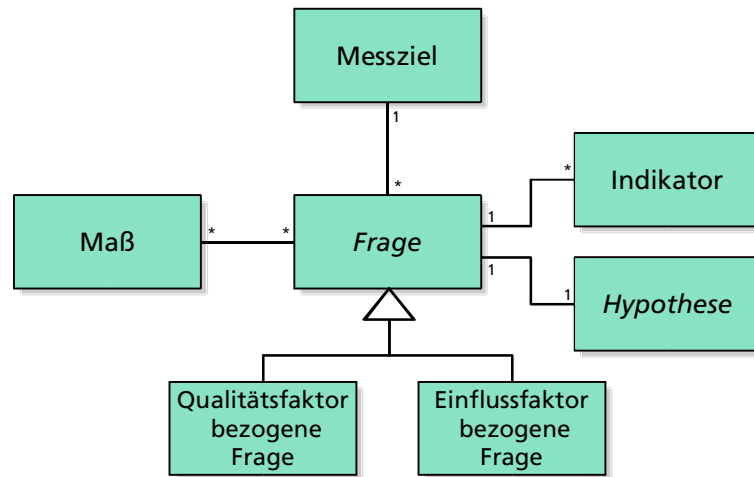 Messziel
1
*
Indikator
*
1
Maß
*
*
Frage
1
1
Hypothese
Qualitätsfaktor
bezogene
Frage
Einflussfaktor
bezogene
Frage